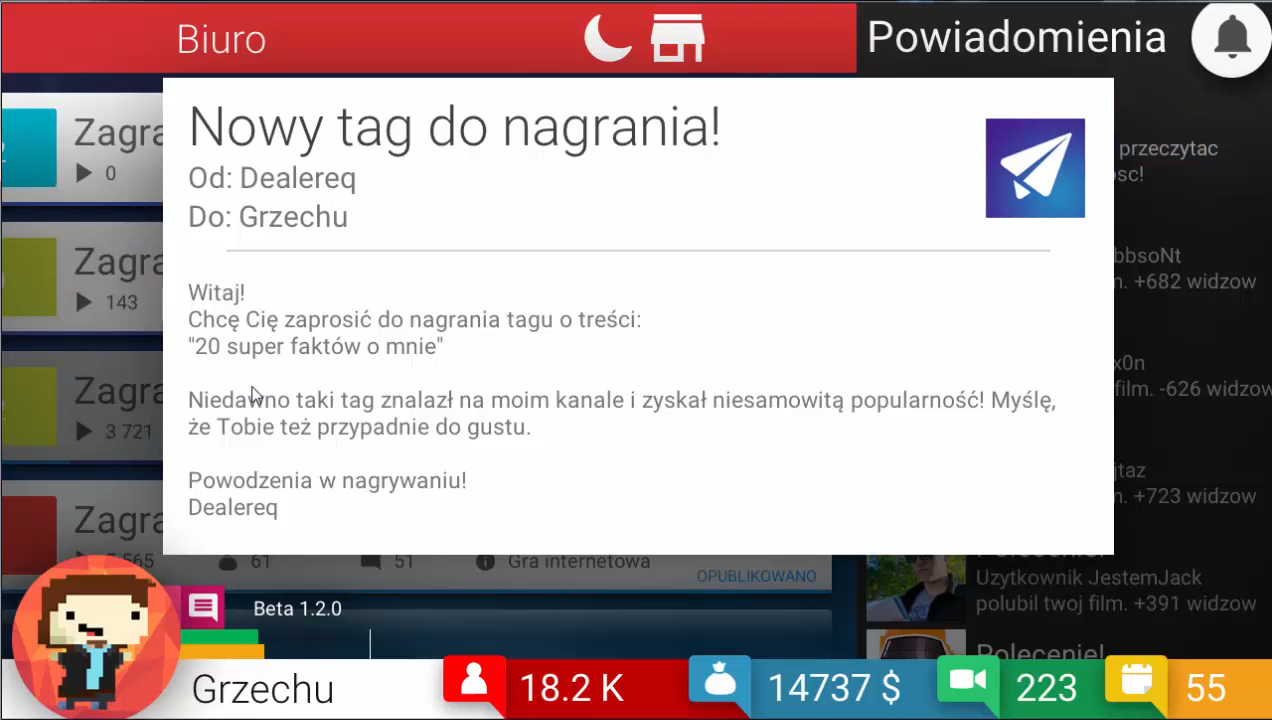 Biuro
Powiadomienia
Nowy tag do nagrania!
Od: Dealereq
Do: Grzechu
Witaj!
Chcę Cię zaprosić do nagrania tagu o treści:
"20 super faktów o mnie"
Niedawno taki tag znalazł na moim kanale i zyskał niesamowitą popularność! Myślę,
że Tobie też przypadnie do gustu.
Powodzenia w nagrywaniu!
Dealereq
Zagra
0
Zagra
143
Zagra
3 721
Zagra
565
61
51
Gra internetowa
OPUBLIKOWANO
przeczytac
osc!
bbsoNt
m. +682 widzow
x0n
film. -626 widzow
jtaz
m. +723 widzow
Polecenie!
Uzytkownik JestemJack
polubil twoj film. +391 widzow
Polecenie!
Beta 1.2.0
Grzechu
18.2 K
14737 $
223
55